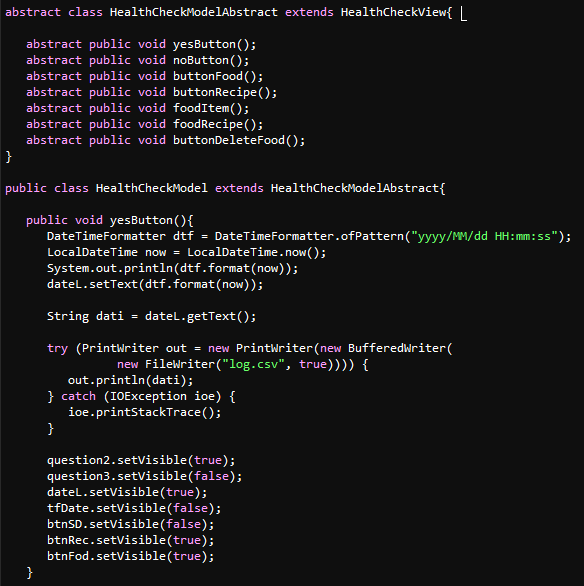 abstract class HealthCheckModelAbstract extends HealthCheckView{
abstract public void yesButton();
abstract public void noButton();
abstract public void buttonFood();
abstract public void buttonRecipe();
abstract public void foodItem();
abstract public void foodRecipe();
abstract public void buttonDeleteFood();
}
public class HealthCheckModel extends HealthCheckModelAbstract{
public void yesButton(){
DateTimeFormatter dtf = DateTimeFormatter.ofPattern("yyyy/MM/dd HH:mm:ss");
LocalDateTime now = LocalDateTime.now();
System.out.println(dtf.format(now));
dateL.setText(dtf.format(now));
String dati = dateL.getText();
try (PrintWriter out = new PrintWriter(new BufferedWriter(
new FileWriter("log.csv", true)))) {
out.println(dati);
} catch (IOException ioe) {
ioe.printStackTrace();
}
question2.setVisible(true);
question3.setVisible(false);
dateL.setVisible(true);
tfDate.setVisible(false);
btnSD.setVisible(false);
btnRec.setVisible(true);
btnFod.setVisible(true);
}